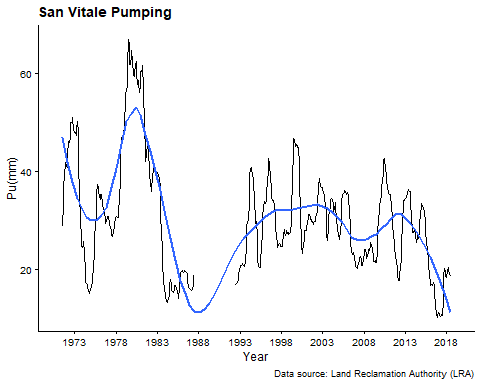 San Vitale Pumping
Pu(mm)
60
40
20
1973 1978 1983 1988 1993 1998 2003 2008 2013 2018
Year
Data source: Land Reclamation Authority (LRA)